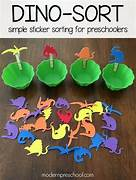 DINO-SORT
simple sticker sorting for preschoolers
modernpreschool.com